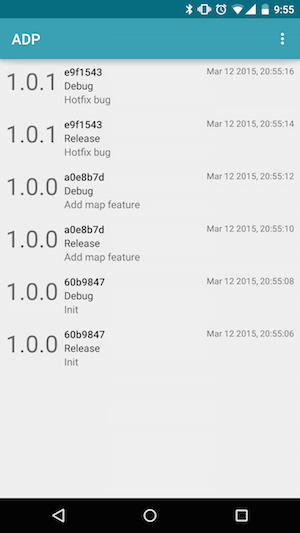 9:55
ADP
1.0.1 e9f1543 Mar 12 2015, 20:55:16
Debug
Hotfix bug
1.0.1 e9f1543 Mar 12 2015, 20:55:14
Release
Hotfix bug
1.0.0 a0e8b7d Mar 12 2015, 20:55:12
Debug
Add map feature
1.0.0 a0e8b7d Mar 12 2015, 20:55:10
Release
Add map feature
1.0.0 60b9847 Mar 12 2015, 20:55:08
Debug
Init
1.0.0 60b9847 Mar 12 2015, 20:55:06
Release
Init